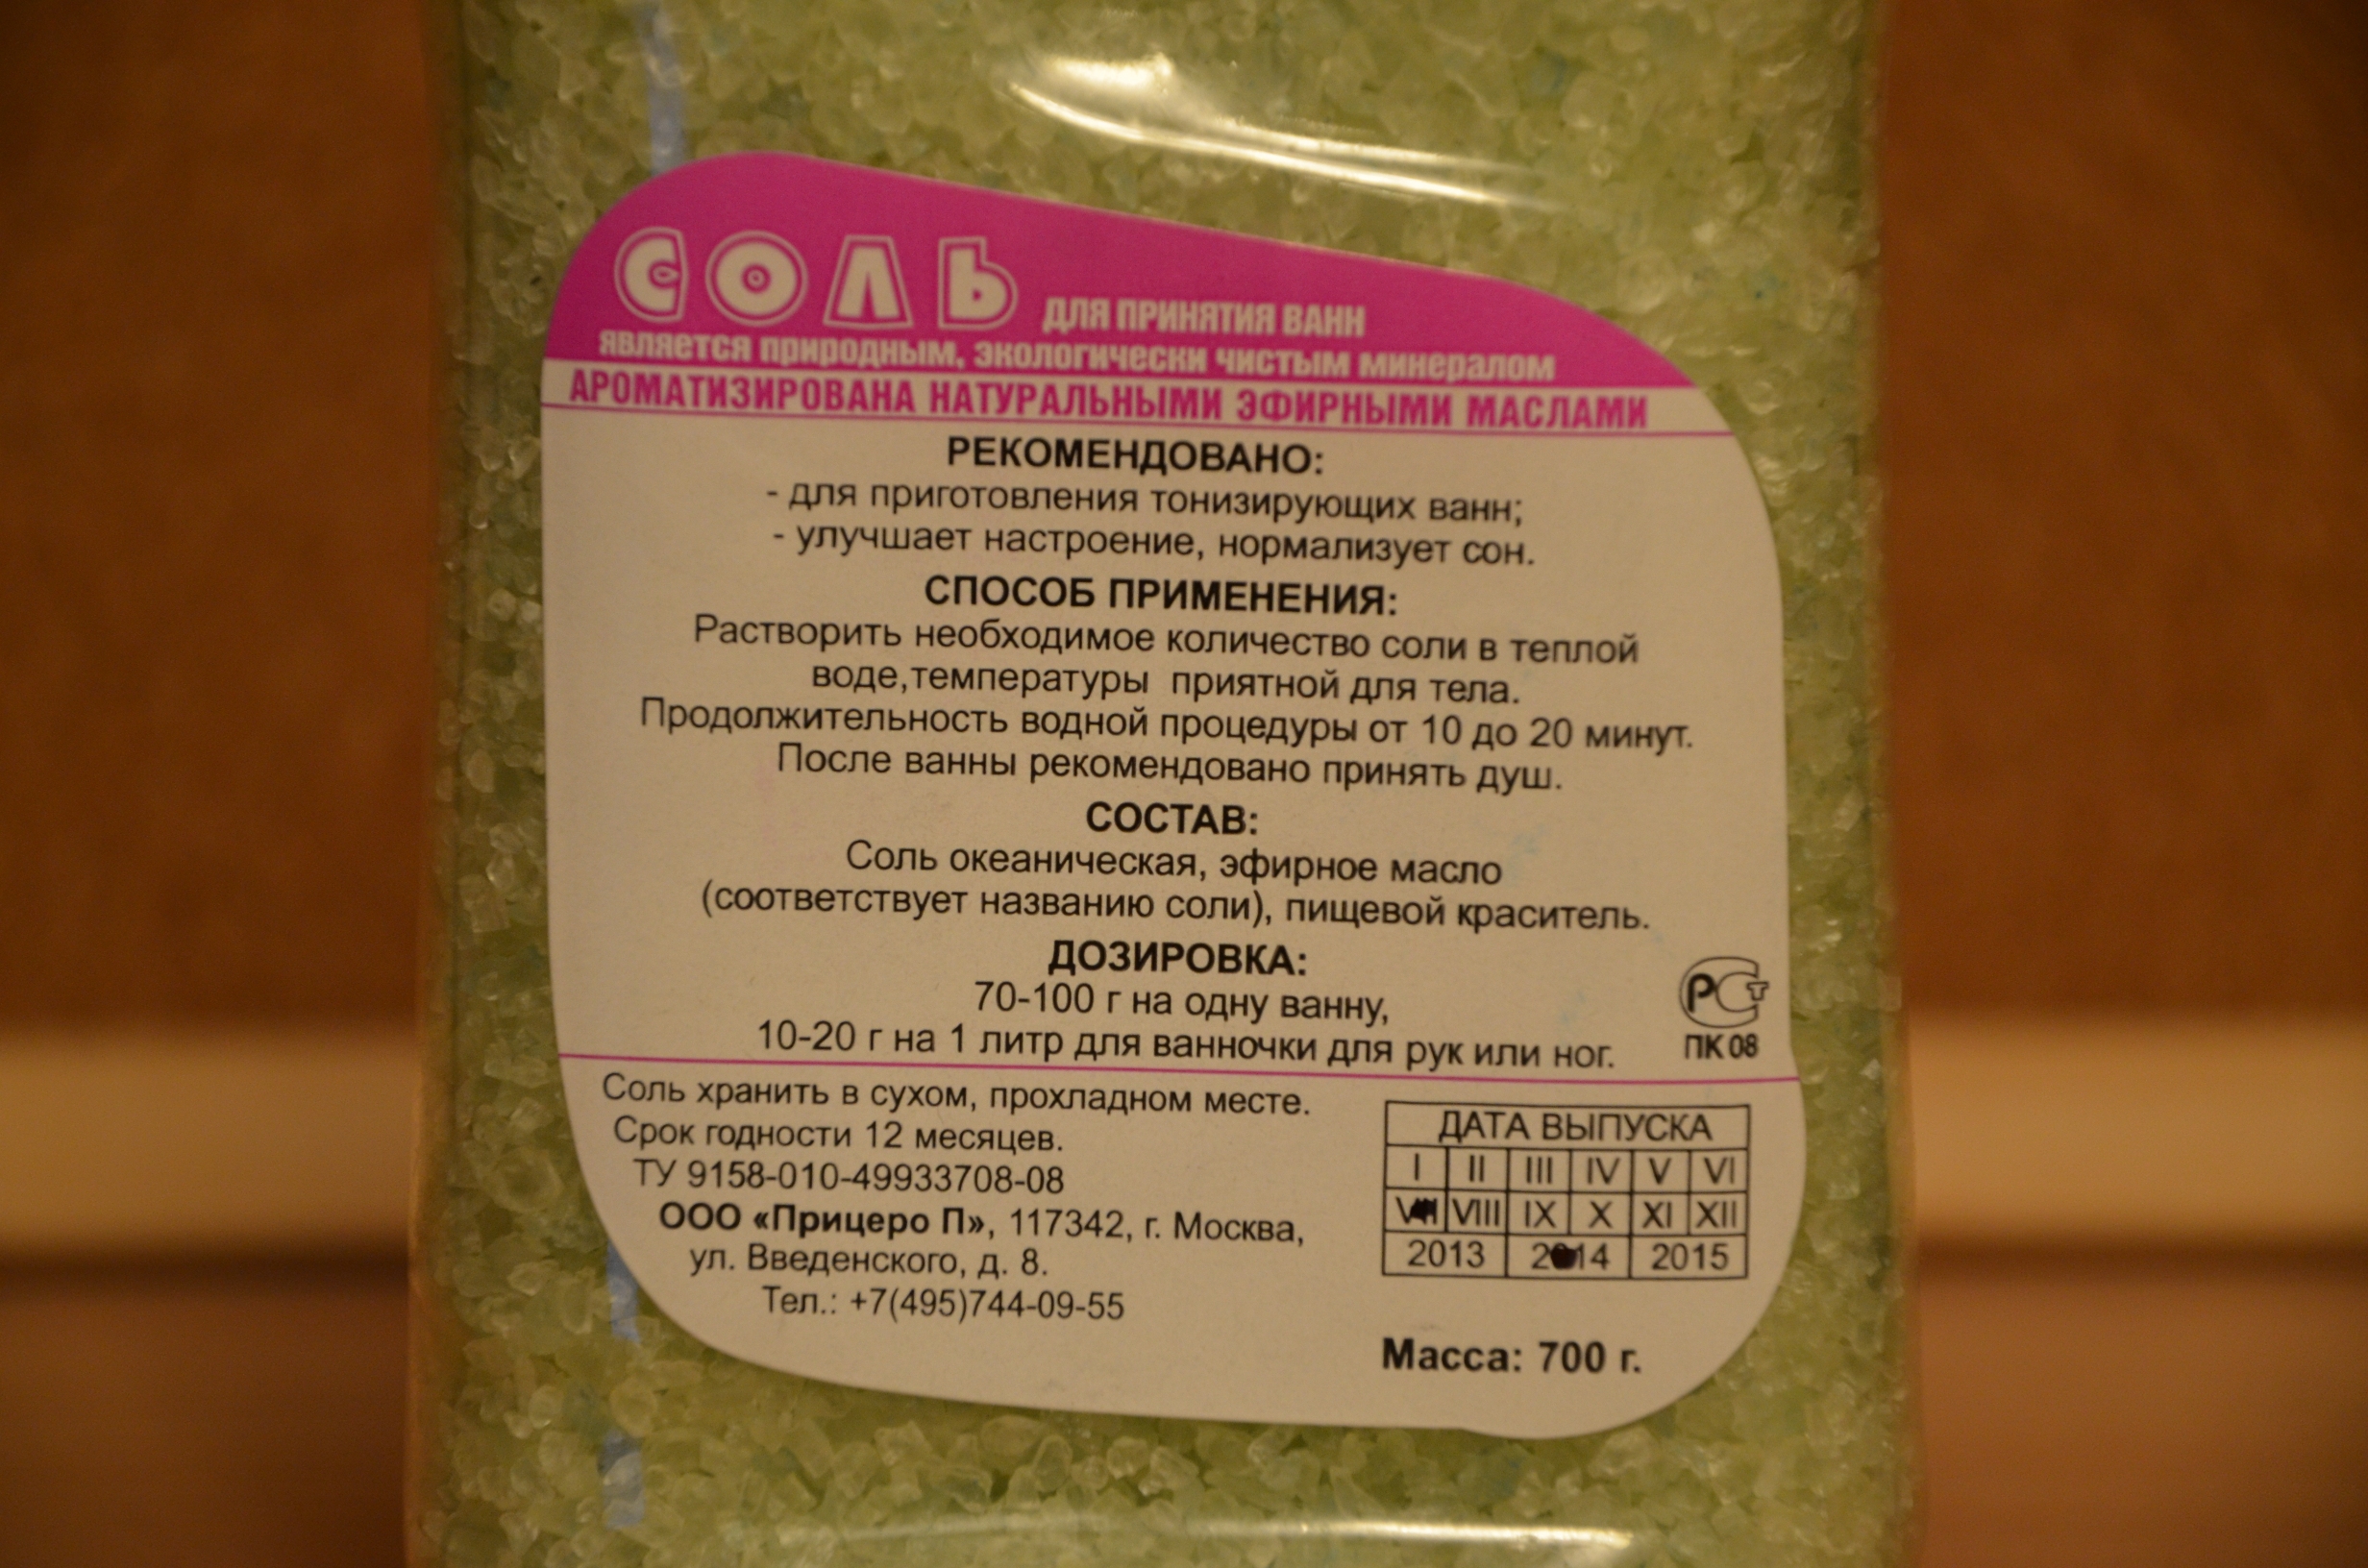 СОЛЬ ДЛЯ ПРИНЯТИЯ ВАНН
является природным, экологически чистым минералом
АРОМАТИЗИРОВАНА НАТУРАЛЬНЫМИ ЭФИРНЫМИ МАСЛАМИ
РЕКОМЕНДОВАНО:
- для приготовления тонизирующих ванн;
- улучшает настроение, нормализует сон.
СПОСОБ ПРИМЕНЕНИЯ:
Растворить необходимое количество соли в теплой
воде,температуры приятной для тела.
Продолжительность водной процедуры от 10 до 20 минут.
После ванны рекомендовано принять душ.
СОСТАВ:
Соль океаническая, эфирное масло
(соответствует названию соли), пищевой краситель.
ДОЗИРОВКА:
70-100 г на одну ванну,
10-20 г на 1 литр для ванночки для рук или ног.
РСТ
ПК 08
Соль хранить в сухом, прохладном месте.
Срок годности 12 месяцев.
ТУ 9158-010-49933708-08
ООО «Прицеро П», 117342, г. Москва,
ул. Введенского, д. 8.
Тел.: +7(495)744-09-55
ДАТА ВЫПУСКА
I II III IV V VI
VII VIII IX X XI XII
2013 2014 2015
Масса: 700 г.